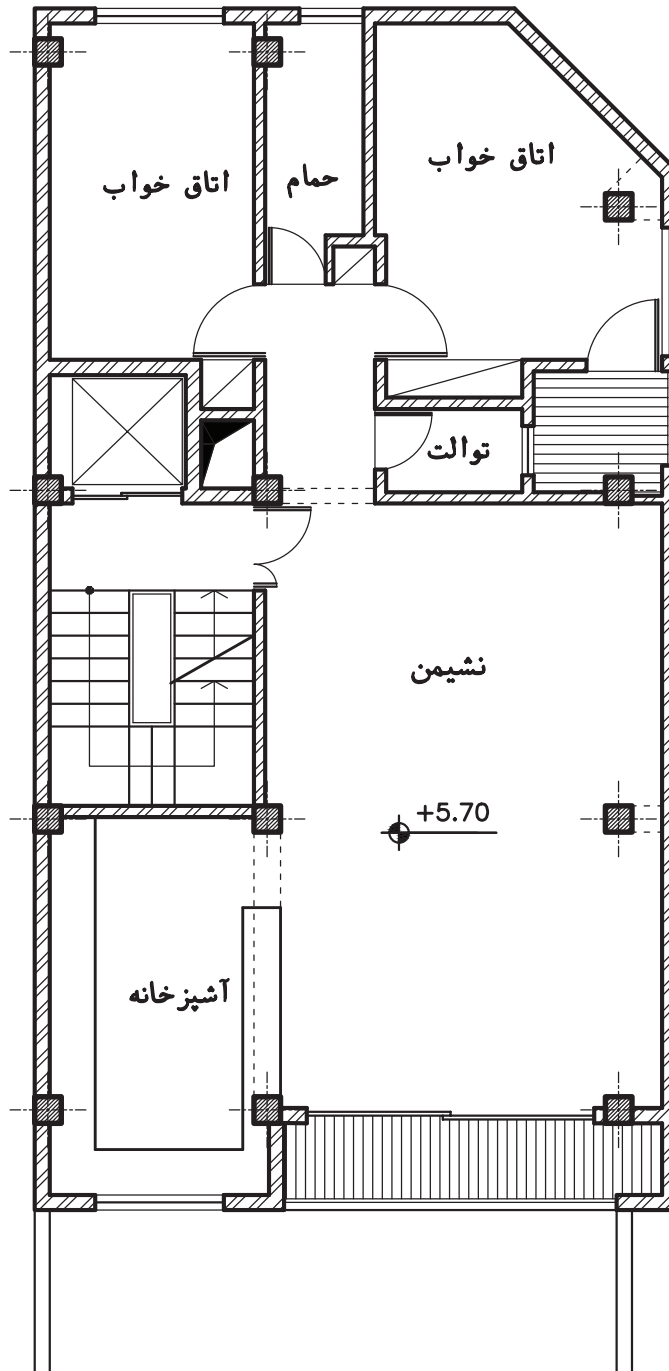 اتاق خواب
حمام
اتاق خواب
توالت
نشیمن
+5.70
آشپزخانه